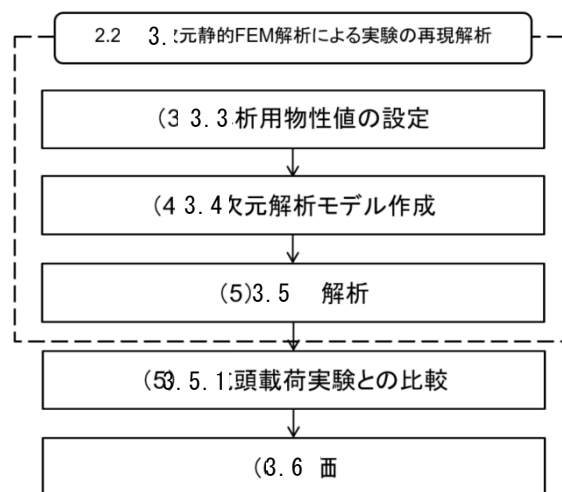 2.2 3.次元静的FEM解析による実験の再現解析
(3 3.3 析用物性値の設定
(4 3.4 次元解析モデル作成
(5)3.5 解析
(5)3.5.1 頭載荷実験との比較
(3.6 面